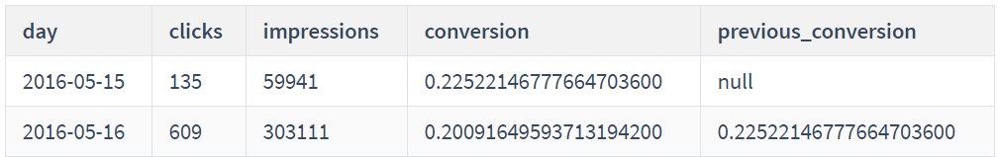 day clicks impressions conversion previous_conversion
2016-05-15 135 59941 0.22522146777664703600 null
2016-05-16 609 303111 0.20091649593713194200 0.22522146777664703600